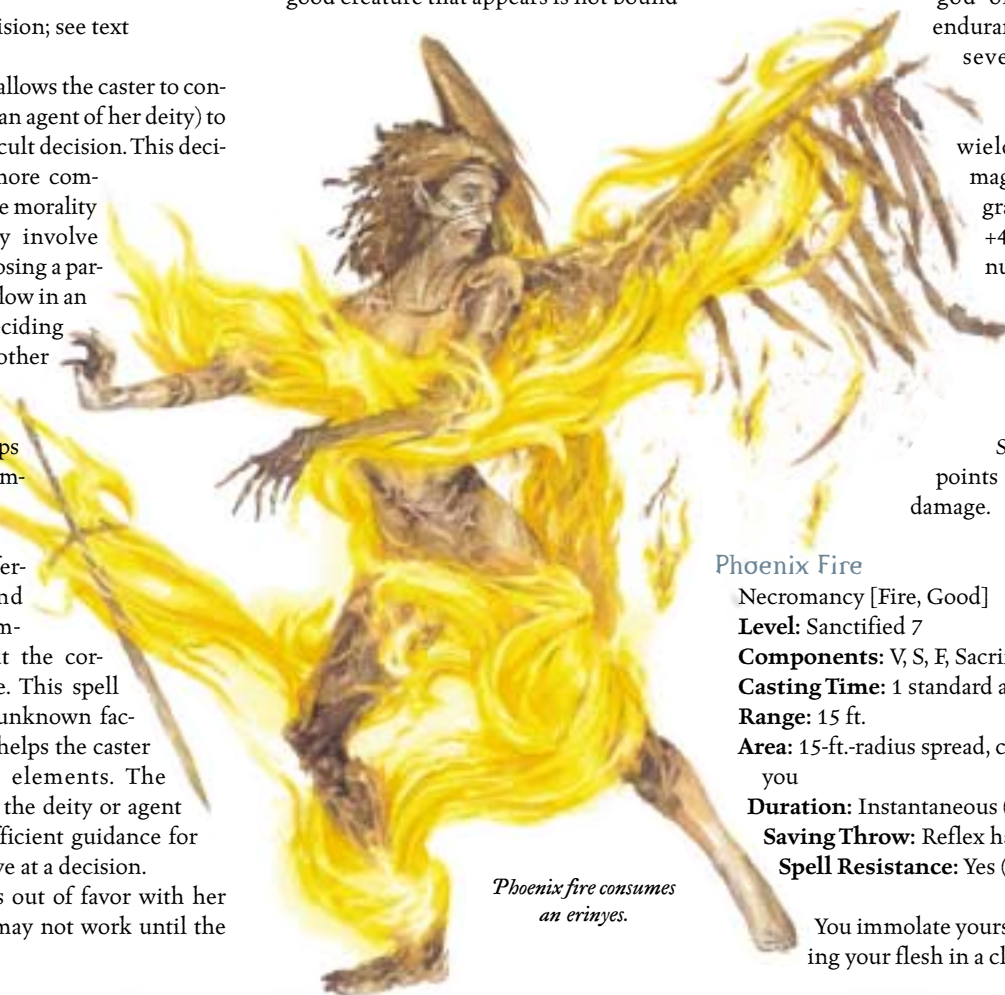 good creature that appears is not bound
ision; see text
allows the caster to con-
an agent of her deity) to
cult decision. This deci-
more com-
e morality
y involve
osing a par-
low in an
ciding
other
ps
m-
fer-
nd
m-
t the cor-
e. This spell
unknown fac-
helps the caster
elements. The
the deity or agent
fficient guidance for
ve at a decision.
s out of favor with her
may not work until the
Phoenix fire consumes
an erinyes.
god of
enduran
seve
wield
mag
gra
+4
nu
S
points
damage.
Phoenix Fire
Necromancy [Fire, Good]
Level: Sanctified 7
Components: V, S, F, Sacri
Casting Time: 1 standard a
Range: 15 ft.
Area: 15-ft.-radius spread, c
you
Duration: Instantaneous (
Saving Throw: Reflex ha
Spell Resistance: Yes (
You immolate yours
ing your flesh in a cl